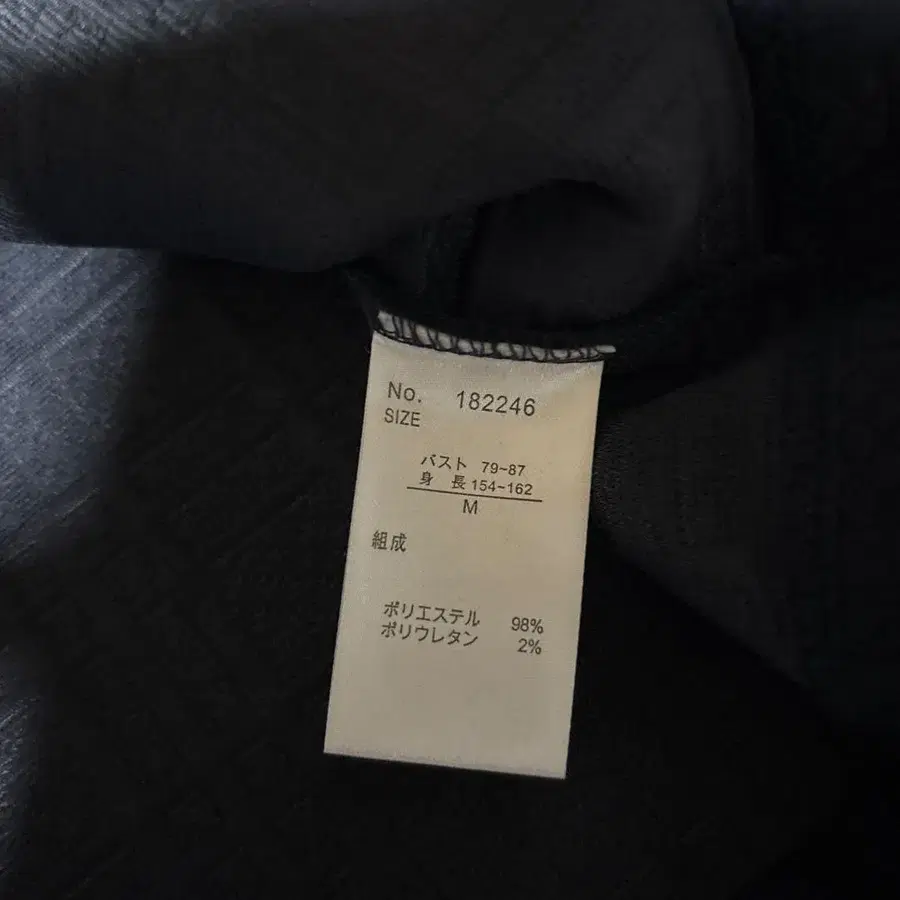 No. 182246
SIZE
バスト 79~87
身 長 154~162
M
組成
ポリエステル 98%
ポリウレタン 2%